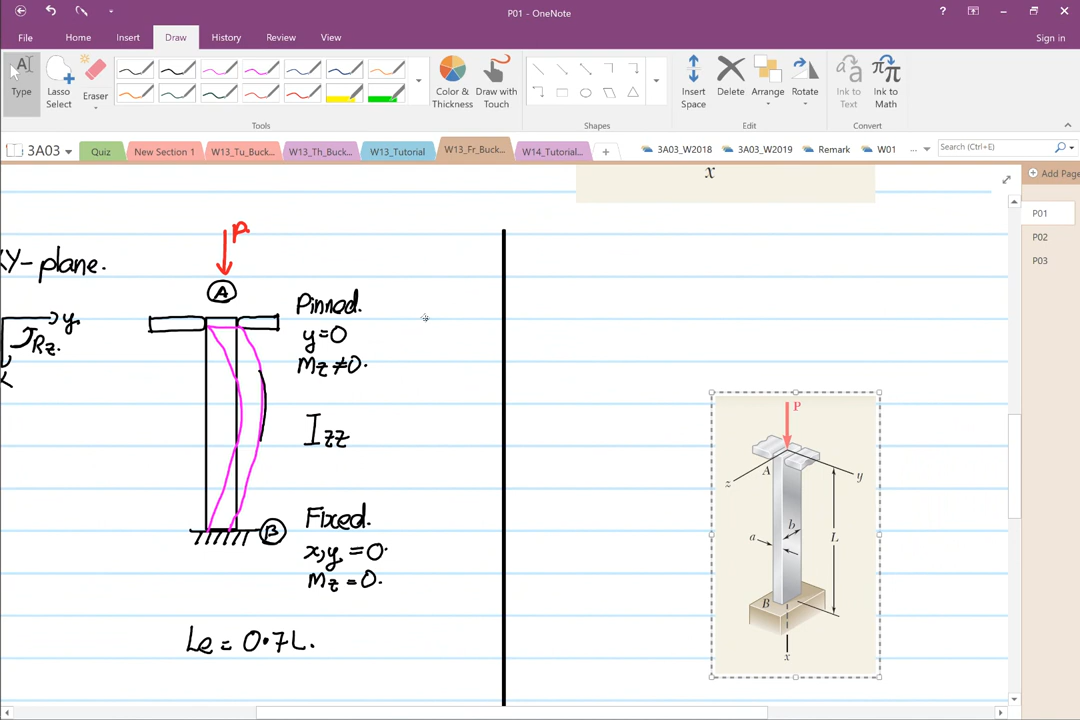 P01 - OneNote
Sign in
File Home Insert Draw History Review View
Type
Lasso Select
Eraser
Color & Thickness
Draw with Touch
Insert Space
Delete
Arrange
Rotate
Ink to Text
Ink to Math
Tools
Shapes
Edit
Convert
3A03
Quiz
New Section 1
W13_Tu_Buck...
W13_Th_Buck...
W13_Tutorial
W13_Fr_Buck...
W14_Tutorial...
3A03_W2018
3A03_W2019
Remark
W01
...
Search (Ctrl+E)
Add Page
P01
P02
P03
x
P.
XY-plane.
A
Pinned.
y=0
Mz ≠ 0.
y.
Rz.
Izz
Fixed.
B
x,y = 0.
Mz = 0.
Le = 0.7L.
P
A
z
y
b
a
L
B
x